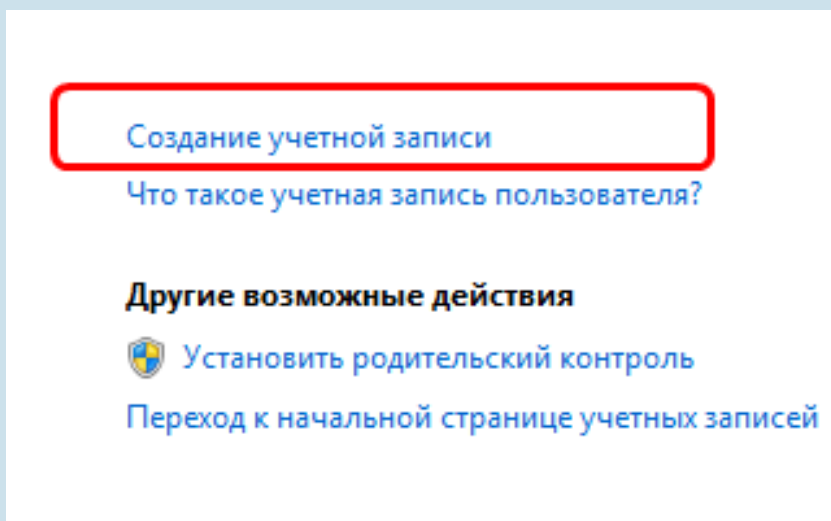 Создание учетной записи
Что такое учетная запись пользователя?
Другие возможные действия
Установить родительский контроль
Переход к начальной странице учетных записей